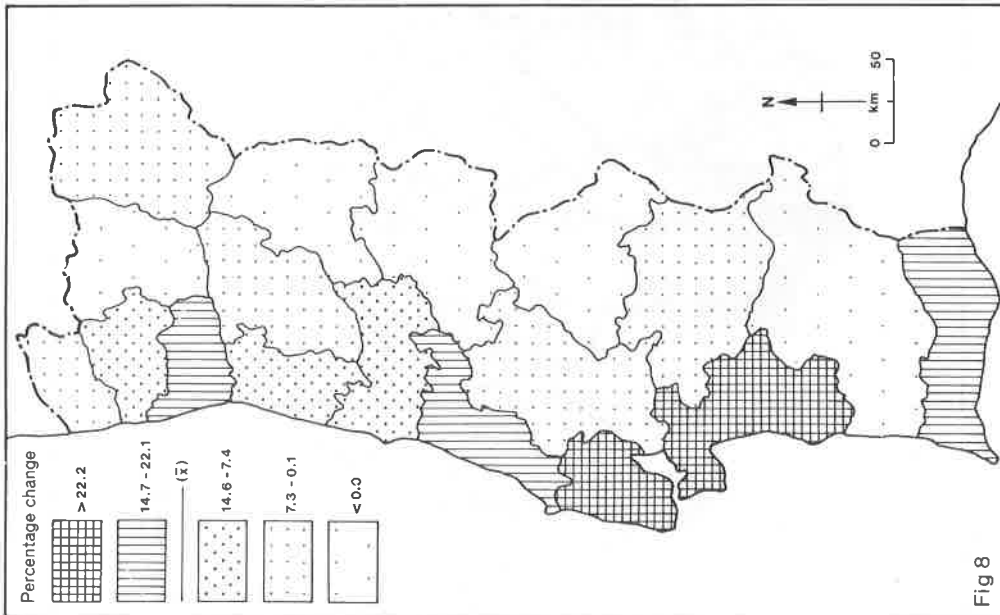 Percentage change
> 22.2
14.7 - 22.1
(x̄)
14.6 - 7.4
7.3 - 0.1
< 0.0
N
0 km 50
Fig 8